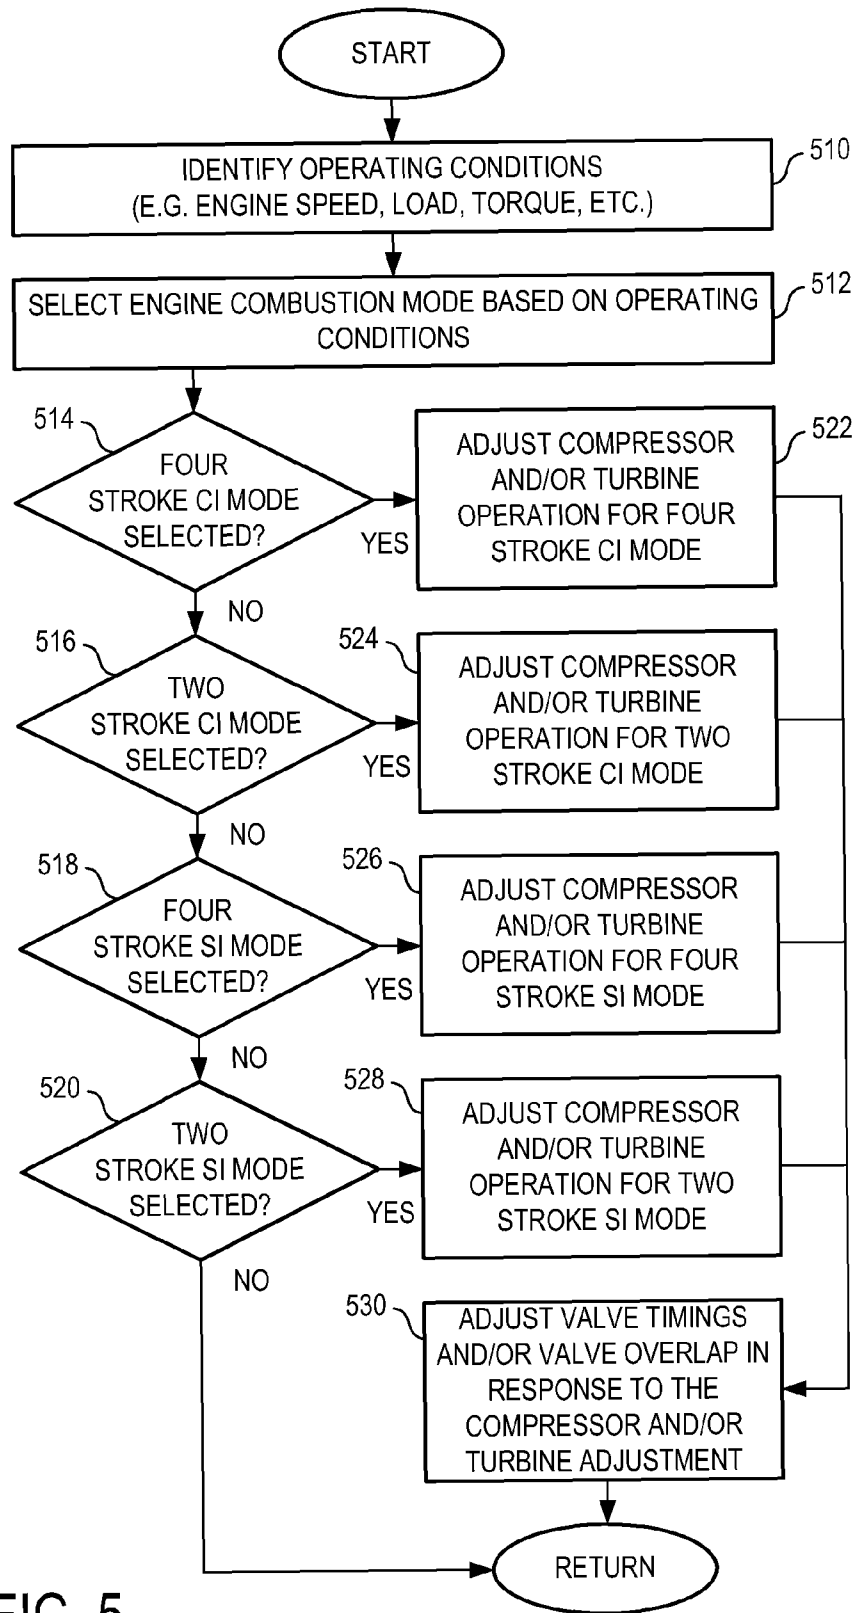 START
IDENTIFY OPERATING CONDITIONS
(E.G. ENGINE SPEED, LOAD, TORQUE, ETC.)
510
SELECT ENGINE COMBUSTION MODE BASED ON OPERATING
CONDITIONS
512
514
FOUR
STROKE CI MODE
SELECTED?
YES
NO
ADJUST COMPRESSOR
AND/OR TURBINE
OPERATION FOR FOUR
STROKE CI MODE
522
516
TWO
STROKE CI MODE
SELECTED?
YES
NO
524
ADJUST COMPRESSOR
AND/OR TURBINE
OPERATION FOR TWO
STROKE CI MODE
518
FOUR
STROKE SI MODE
SELECTED?
YES
NO
526
ADJUST COMPRESSOR
AND/OR TURBINE
OPERATION FOR FOUR
STROKE SI MODE
520
TWO
STROKE SI MODE
SELECTED?
YES
NO
528
ADJUST COMPRESSOR
AND/OR TURBINE
OPERATION FOR TWO
STROKE SI MODE
530
ADJUST VALVE TIMINGS
AND/OR VALVE OVERLAP IN
RESPONSE TO THE
COMPRESSOR AND/OR
TURBINE ADJUSTMENT
RETURN
FIG. 5